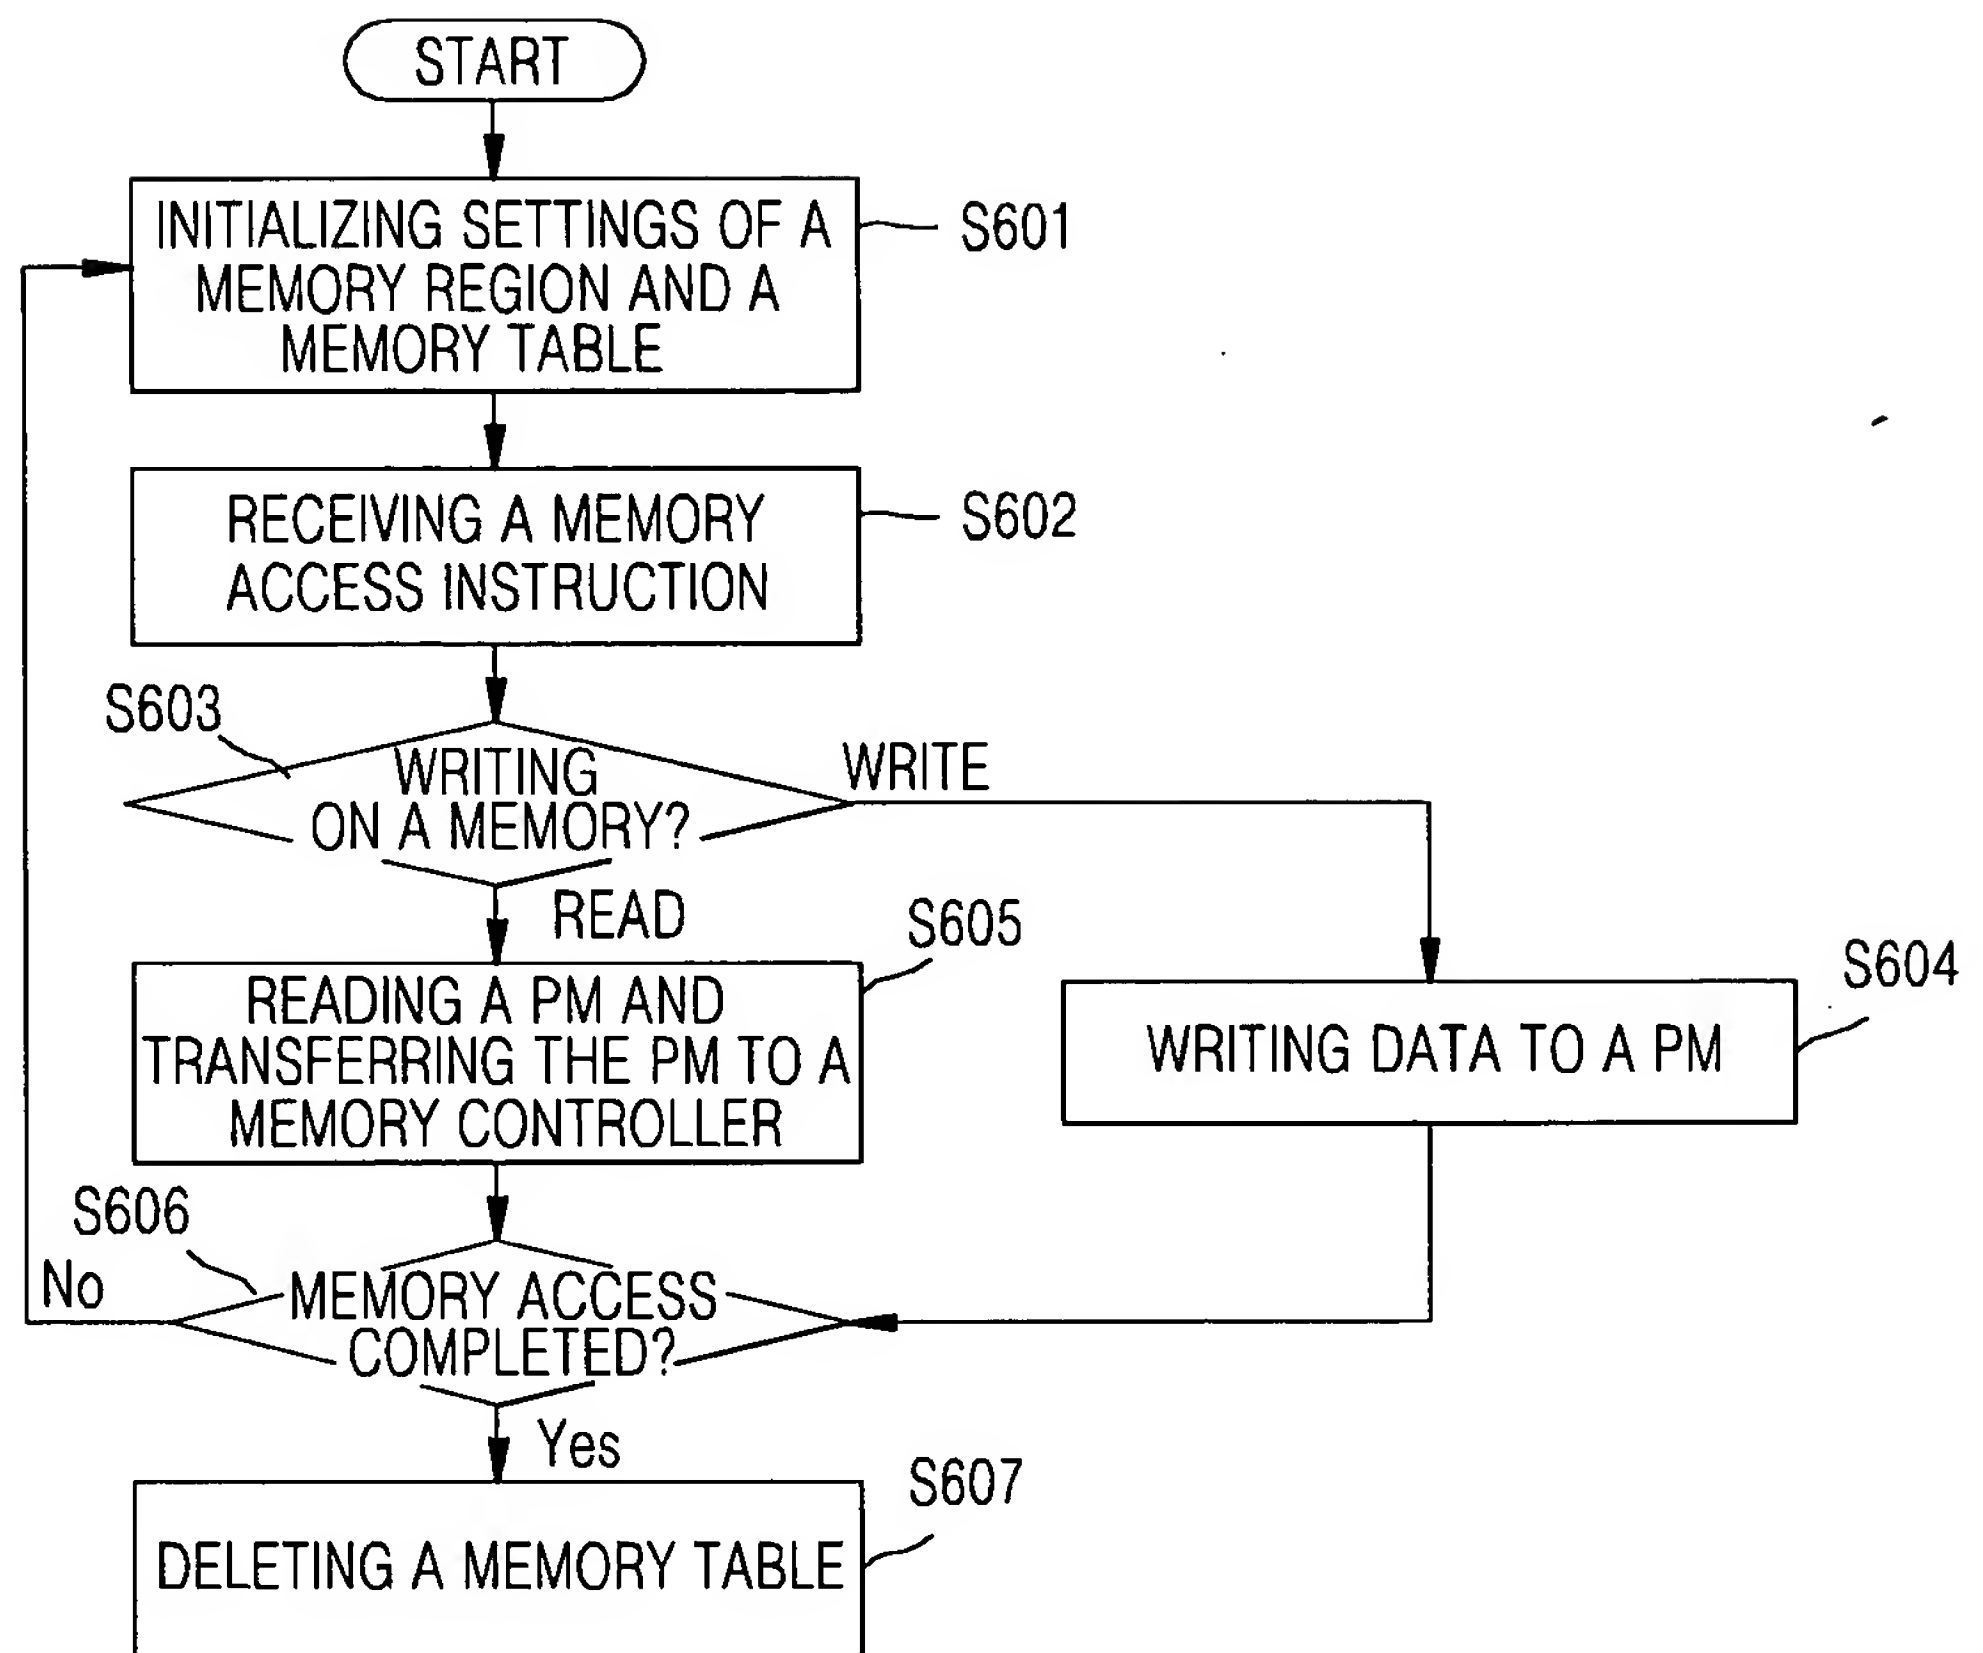 START
INITIALIZING SETTINGS OF A
MEMORY REGION AND A
MEMORY TABLE
S601
RECEIVING A MEMORY
ACCESS INSTRUCTION
S602
S603
WRITING
ON A MEMORY?
WRITE
READ
S605
READING A PM AND
TRANSFERRING THE PM TO A
MEMORY CONTROLLER
S604
WRITING DATA TO A PM
S606
No
MEMORY ACCESS
COMPLETED?
Yes
S607
DELETING A MEMORY TABLE